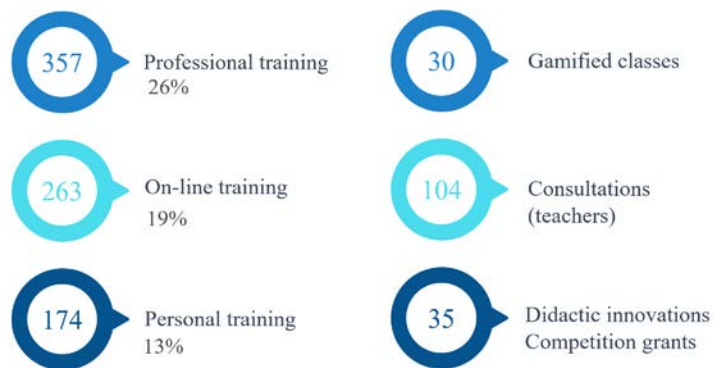 357
Professional training
26%
30
Gamified classes
263
On-line training
19%
104
Consultations
(teachers)
174
Personal training
13%
35
Didactic innovations
Competition grants